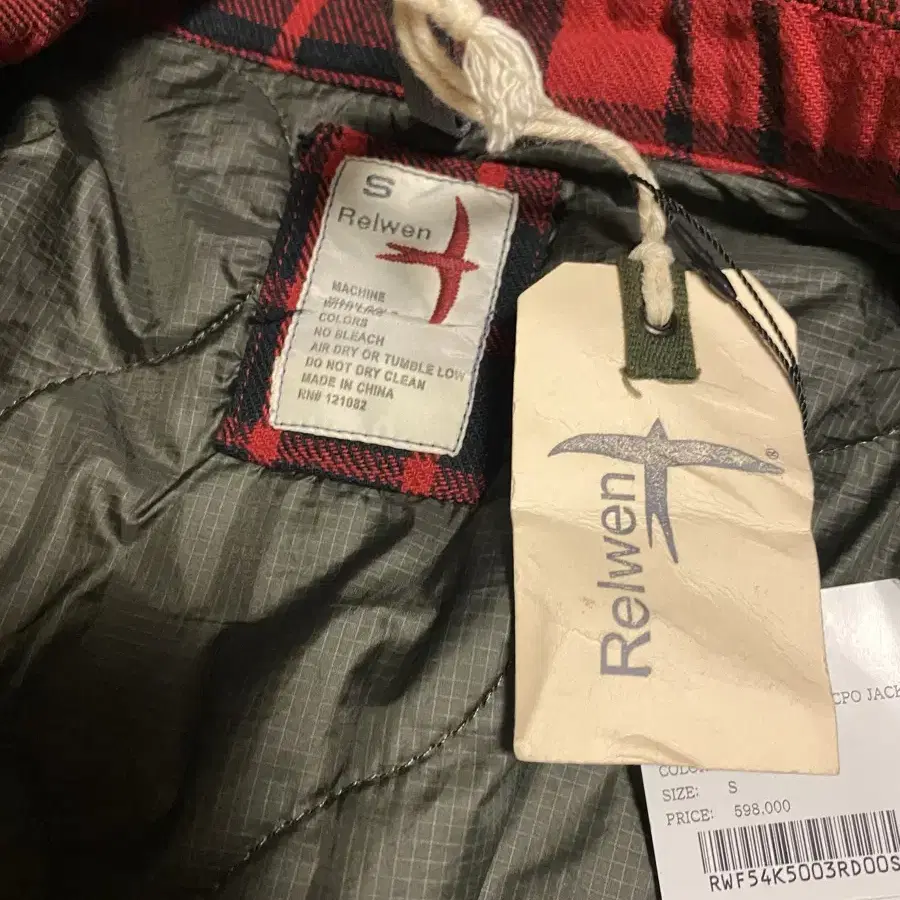 S
Relwen
MACHINE
COLORS
NO BLEACH
AIR DRY OR TUMBLE LOW
DO NOT DRY CLEAN
MADE IN CHINA
RN# 121082
Relwen
®
CPO JACK
SIZE: S
PRICE: 598,000
RWF54K5003RD00S